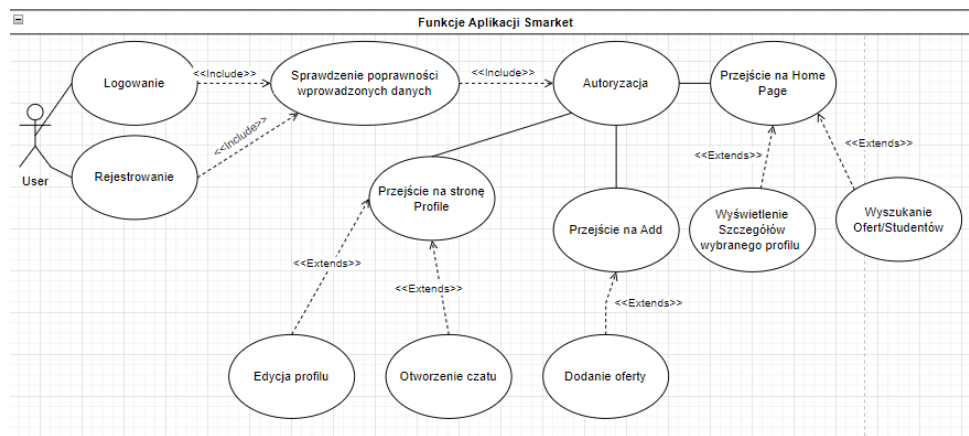 Funkcje Aplikacji Smarket
Logowanie
<<Include>>
Sprawdzenie poprawności
wprowadzonych danych
<<Include>>
Autoryzacja
Przejście na Home
Page
User
Rejestrowanie
<<Include>>
<<Extends>>
<<Extends>>
Przejście na stronę
Profile
Przejście na Add
Wyświetlenie
Szczegółów
wybranego profilu
Wyszukanie
Ofert/Studentów
<<Extends>>
<<Extends>>
<<Extends>>
Edycja profilu
Otworzenie czatu
Dodanie oferty